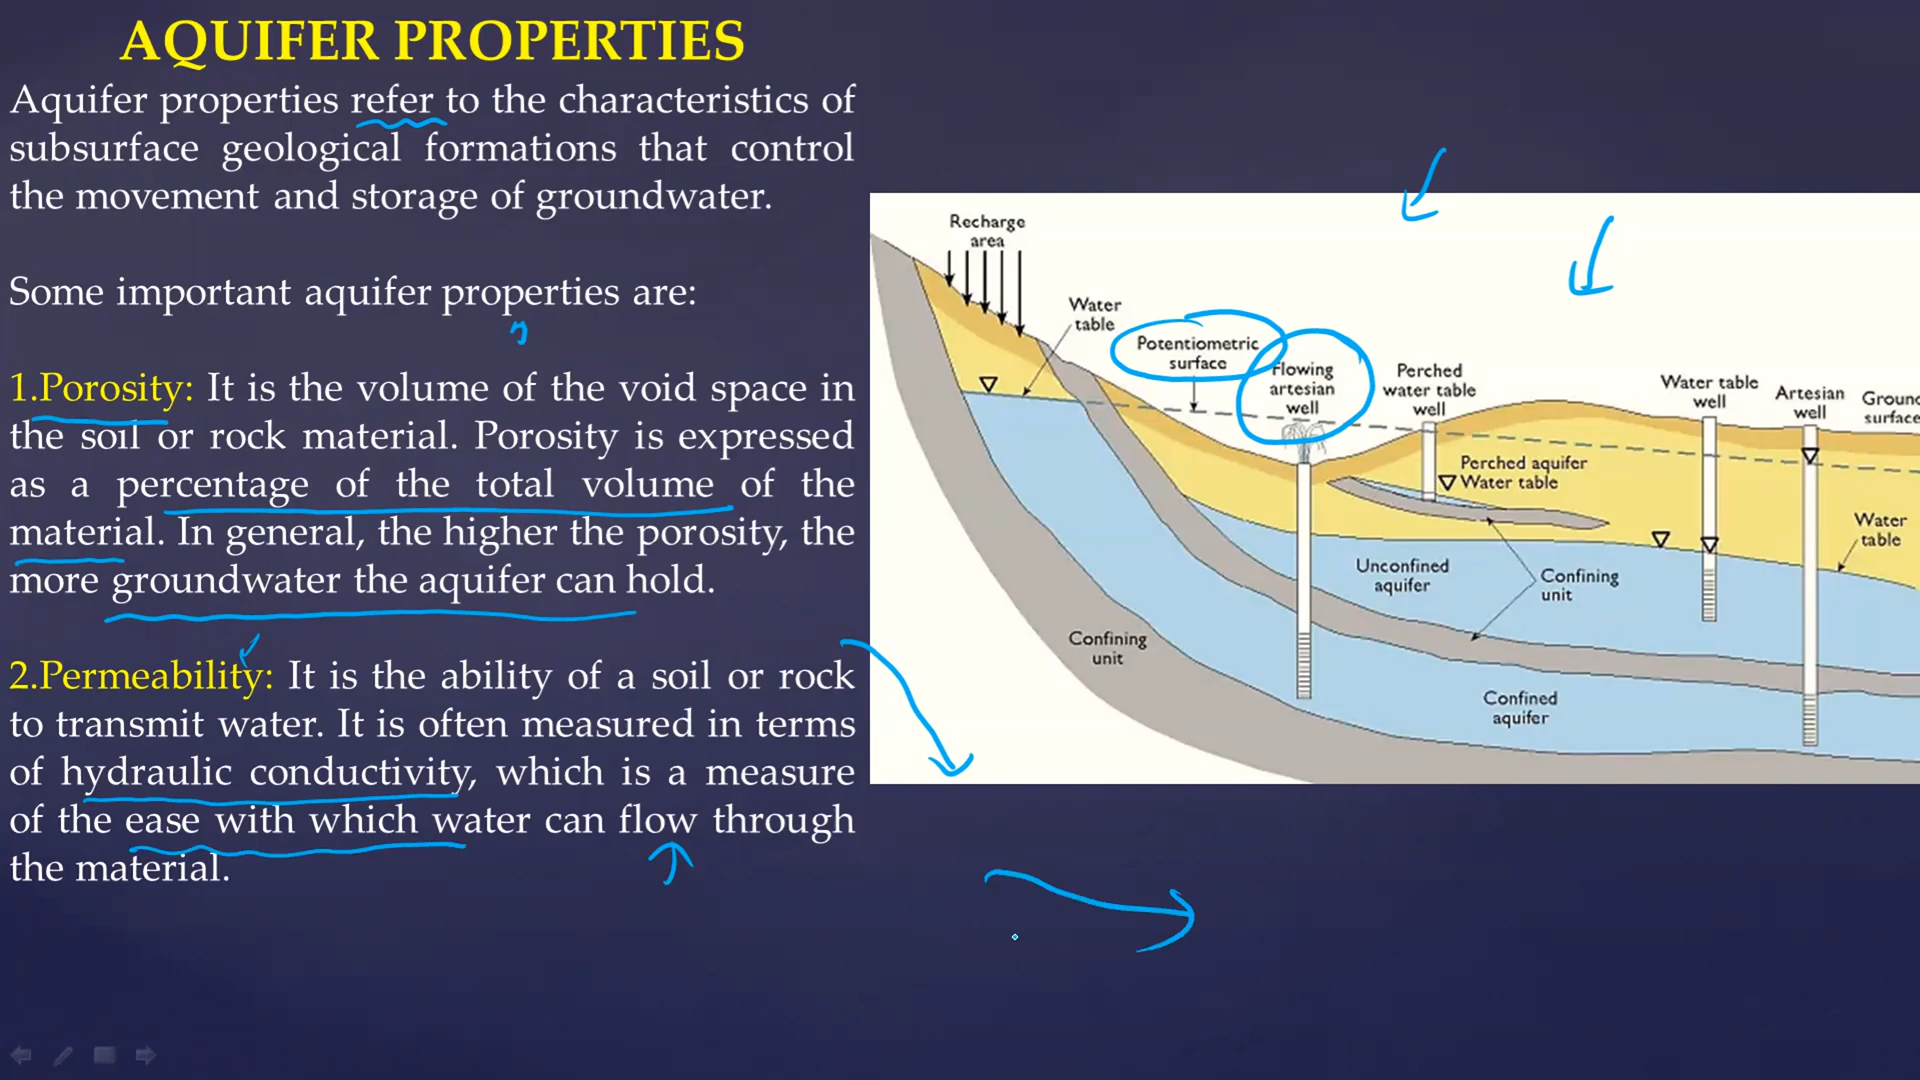 AQUIFER PROPERTIES
Aquifer properties refer to the characteristics of
subsurface geological formations that control
the movement and storage of groundwater.
Some important aquifer properties are:
1.Porosity: It is the volume of the void space in
the soil or rock material. Porosity is expressed
as a percentage of the total volume of the
material. In general, the higher the porosity, the
more groundwater the aquifer can hold.
2.Permeability: It is the ability of a soil or rock
to transmit water. It is often measured in terms
of hydraulic conductivity, which is a measure
of the ease with which water can flow through
the material.
Recharge
area
Water
table
Potentiometric
surface
Flowing
artesian
well
Perched
water table
well
Water table
well
Artesian
well
Ground
surface
Perched aquifer
Water table
Water
table
Unconfined
aquifer
Confining
unit
Confining
unit
Confined
aquifer